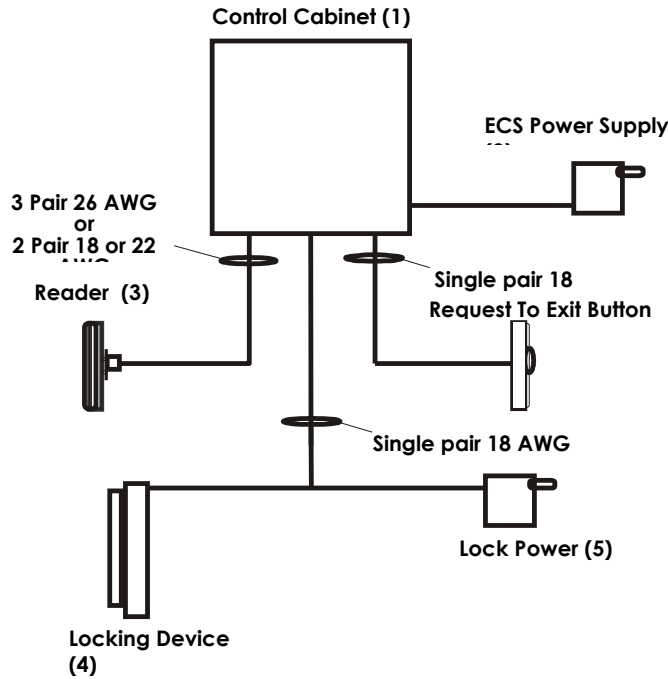 Control Cabinet (1)
ECS Power Supply
3 Pair 26 AWG
or
2 Pair 18 or 22
AWG
Reader (3)
Single pair 18
Request To Exit Button
Single pair 18 AWG
Lock Power (5)
Locking Device
(4)